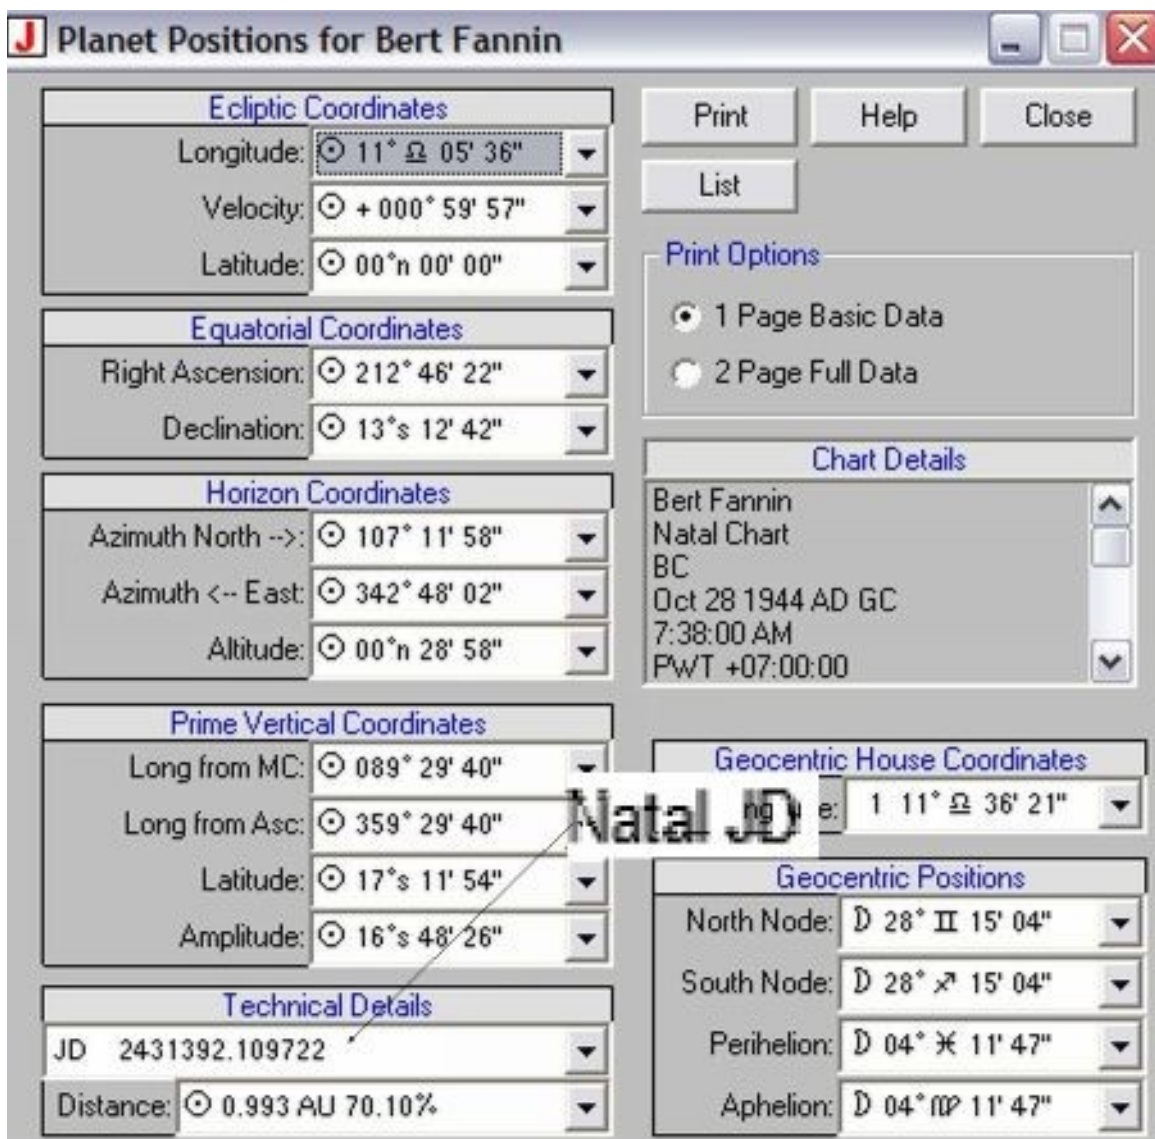 J Planet Positions for Bert Fannin
Ecliptic Coordinates
Longitude: ☉ 11° ♎ 05' 36"
Velocity: ☉ + 000° 59' 57"
Latitude: ☉ 00°n 00' 00"
Equatorial Coordinates
Right Ascension: ☉ 212° 46' 22"
Declination: ☉ 13°s 12' 42"
Horizon Coordinates
Azimuth North -->: ☉ 107° 11' 58"
Azimuth <-- East: ☉ 342° 48' 02"
Altitude: ☉ 00°n 28' 58"
Prime Vertical Coordinates
Long from MC: ☉ 089° 29' 40"
Long from Asc: ☉ 359° 29' 40"
Latitude: ☉ 17°s 11' 54"
Amplitude: ☉ 16°s 48' 26"
Technical Details
JD 2431392.109722
Distance: ☉ 0.993 AU 70.10%
Print Help Close
List
Print Options
1 Page Basic Data
2 Page Full Data
Chart Details
Bert Fannin
Natal Chart
BC
Oct 28 1944 AD GC
7:38:00 AM
PWT +07:00:00
Geocentric House Coordinates
Natal JD
1 11° ♎ 36' 21"
Geocentric Positions
North Node: ☽ 28° ♊ 15' 04"
South Node: ☽ 28° ♐ 15' 04"
Perihelion: ☽ 04° ♓ 11' 47"
Aphelion: ☽ 04° ♍ 11' 47"